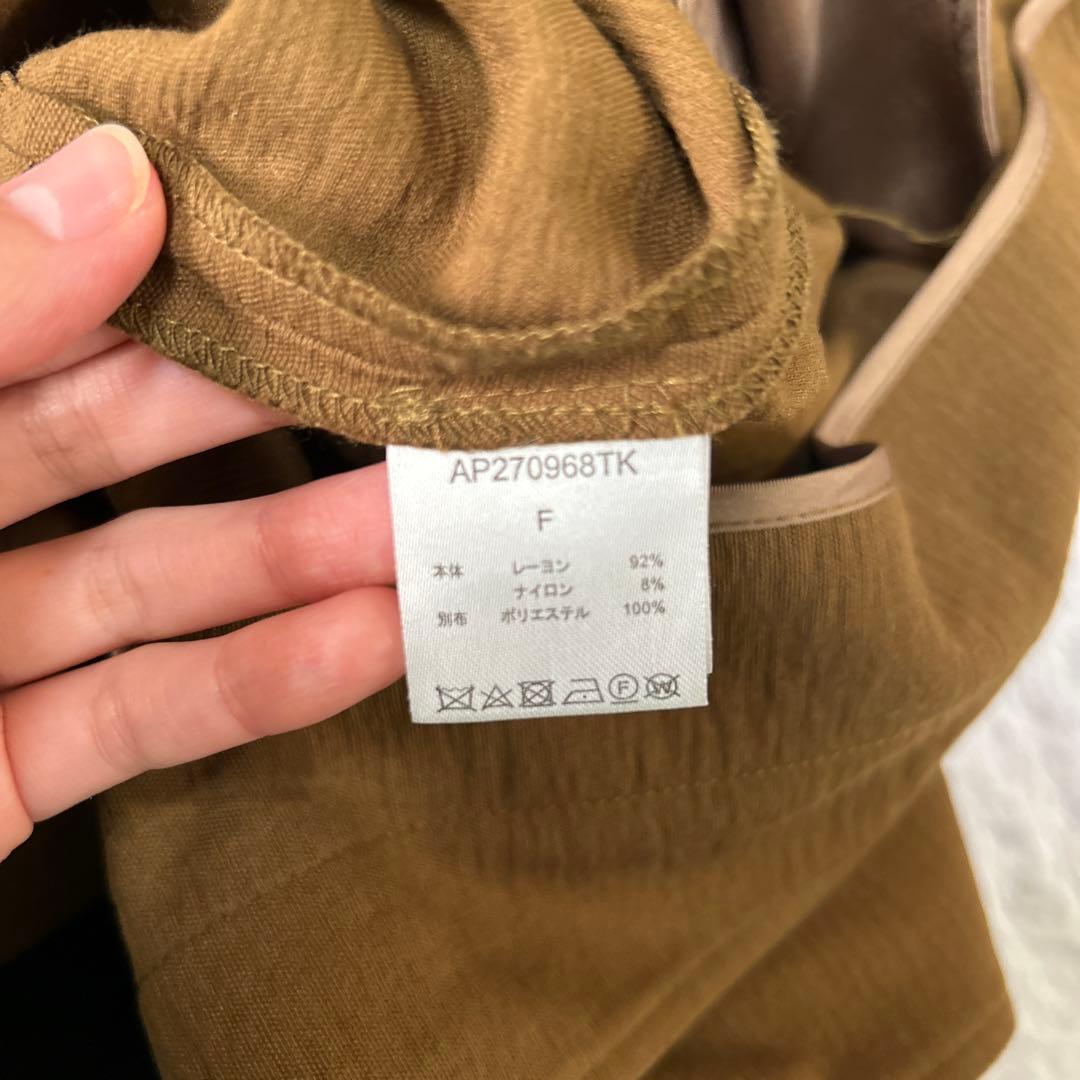 AP270968TK
F
本体 レーヨン 92%
ナイロン 8%
別布 ポリエステル 100%
F W